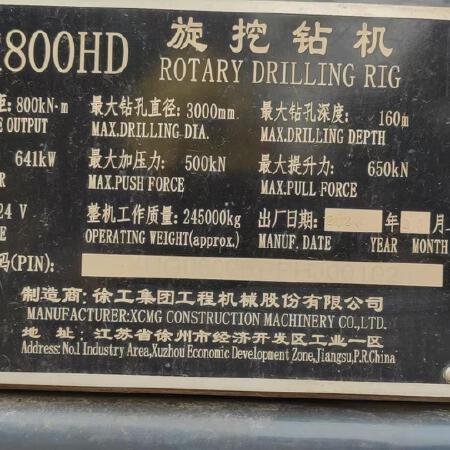 800HD 旋挖钻机
ROTARY DRILLING RIG
距: 800kN·m 最大钻孔直径: 3000mm 最大钻孔深度: 160m
OUTPUT MAX.DRILLING DIA. MAX.DRILLING DEPTH
641kW 最大加压力: 500kN 最大提升力: 650kN
MAX.PUSH FORCE MAX.PULL FORCE
24 V 整机工作质量: 245000kg 出厂日期: 年 月
OPERATING WEIGHT(approx.) MANUF. DATE YEAR MONTH
码(PIN):
制造商: 徐工集团工程机械股份有限公司
MANUFACTURER:XCMG CONSTRUCTION MACHINERY CO.,LTD.
地 址: 江苏省徐州市经济开发区工业一区
Address: No.1 Industry Area,Xuzhou Economic Development Zone,Jiangsu,P.R.China